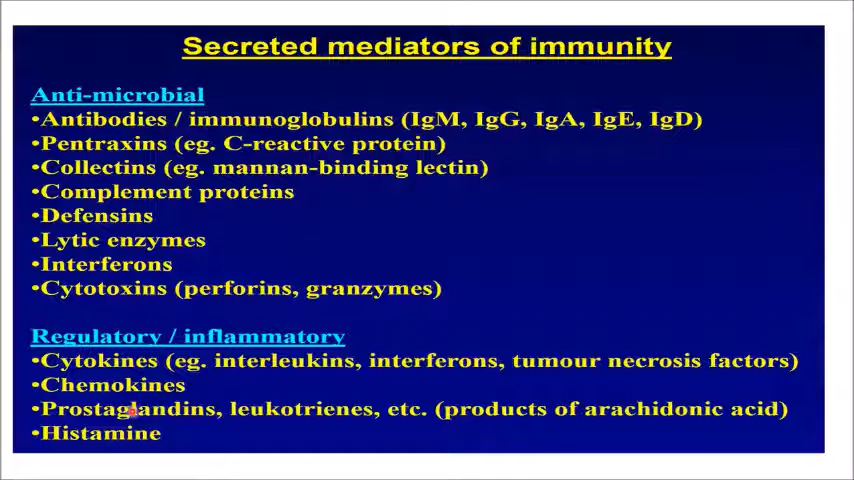 Secreted mediators of immunity
Anti-microbial
•Antibodies / immunoglobulins (IgM, IgG, IgA, IgE, IgD)
•Pentraxins (eg. C-reactive protein)
•Collectins (eg. mannan-binding lectin)
•Complement proteins
•Defensins
•Lytic enzymes
•Interferons
•Cytotoxins (perforins, granzymes)
Regulatory / inflammatory
•Cytokines (eg. interleukins, interferons, tumour necrosis factors)
•Chemokines
•Prostaglandins, leukotrienes, etc. (products of arachidonic acid)
•Histamine